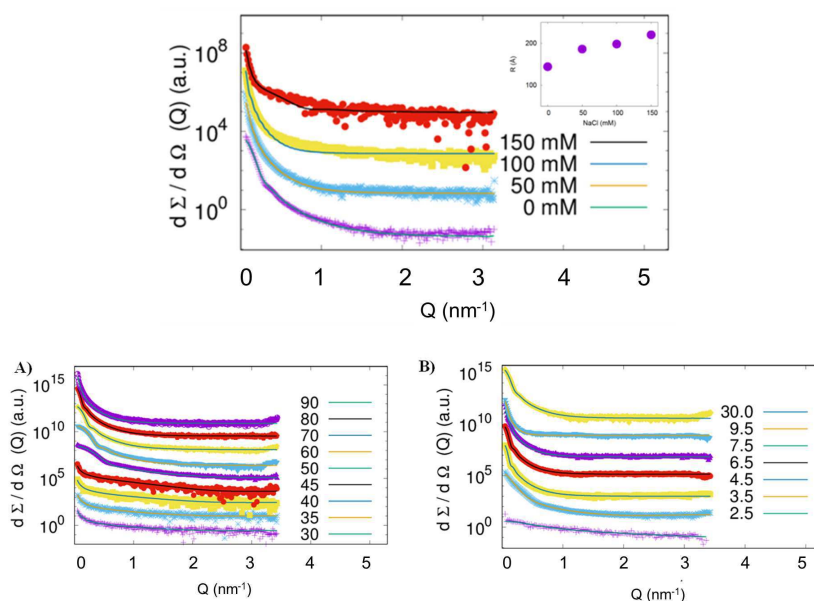 10⁸
10⁴
10⁰
d Σ / d Ω (Q) (a.u.)
200
100
R (Å)
0 50 100 150
NaCl (mM)
150 mM
100 mM
50 mM
0 mM
0 1 2 3 4 5
Q (nm⁻¹)
A)
10¹⁵
10¹⁰
10⁵
10⁰
d Σ / d Ω (Q) (a.u.)
90
80
70
60
50
45
40
35
30
0 1 2 3 4 5
Q (nm⁻¹)
B)
10¹⁵
10¹⁰
10⁵
10⁰
d Σ / d Ω (Q) (a.u.)
30.0
9.5
7.5
6.5
4.5
3.5
2.5
0 1 2 3 4 5
Q (nm⁻¹)